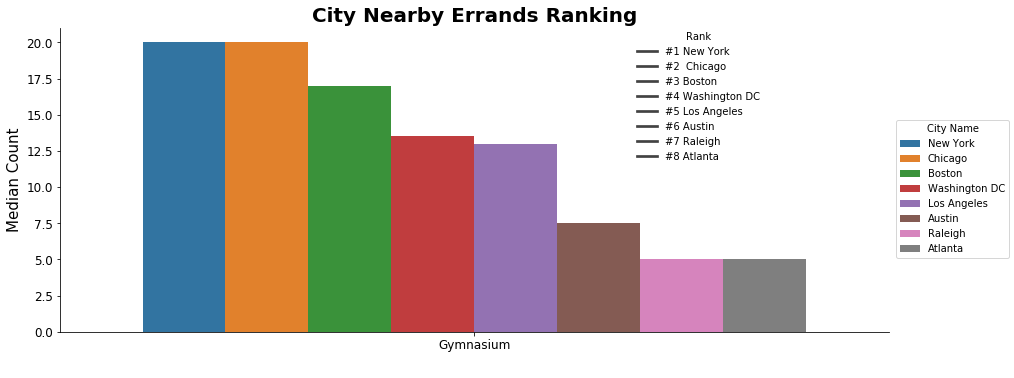 City Nearby Errands Ranking
Median Count
20.0
17.5
15.0
12.5
10.0
7.5
5.0
2.5
0.0
Gymnasium
Rank
#1 New York
#2  Chicago
#3 Boston
#4 Washington DC
#5 Los Angeles
#6 Austin
#7 Raleigh
#8 Atlanta
City Name
New York
Chicago
Boston
Washington DC
Los Angeles
Austin
Raleigh
Atlanta